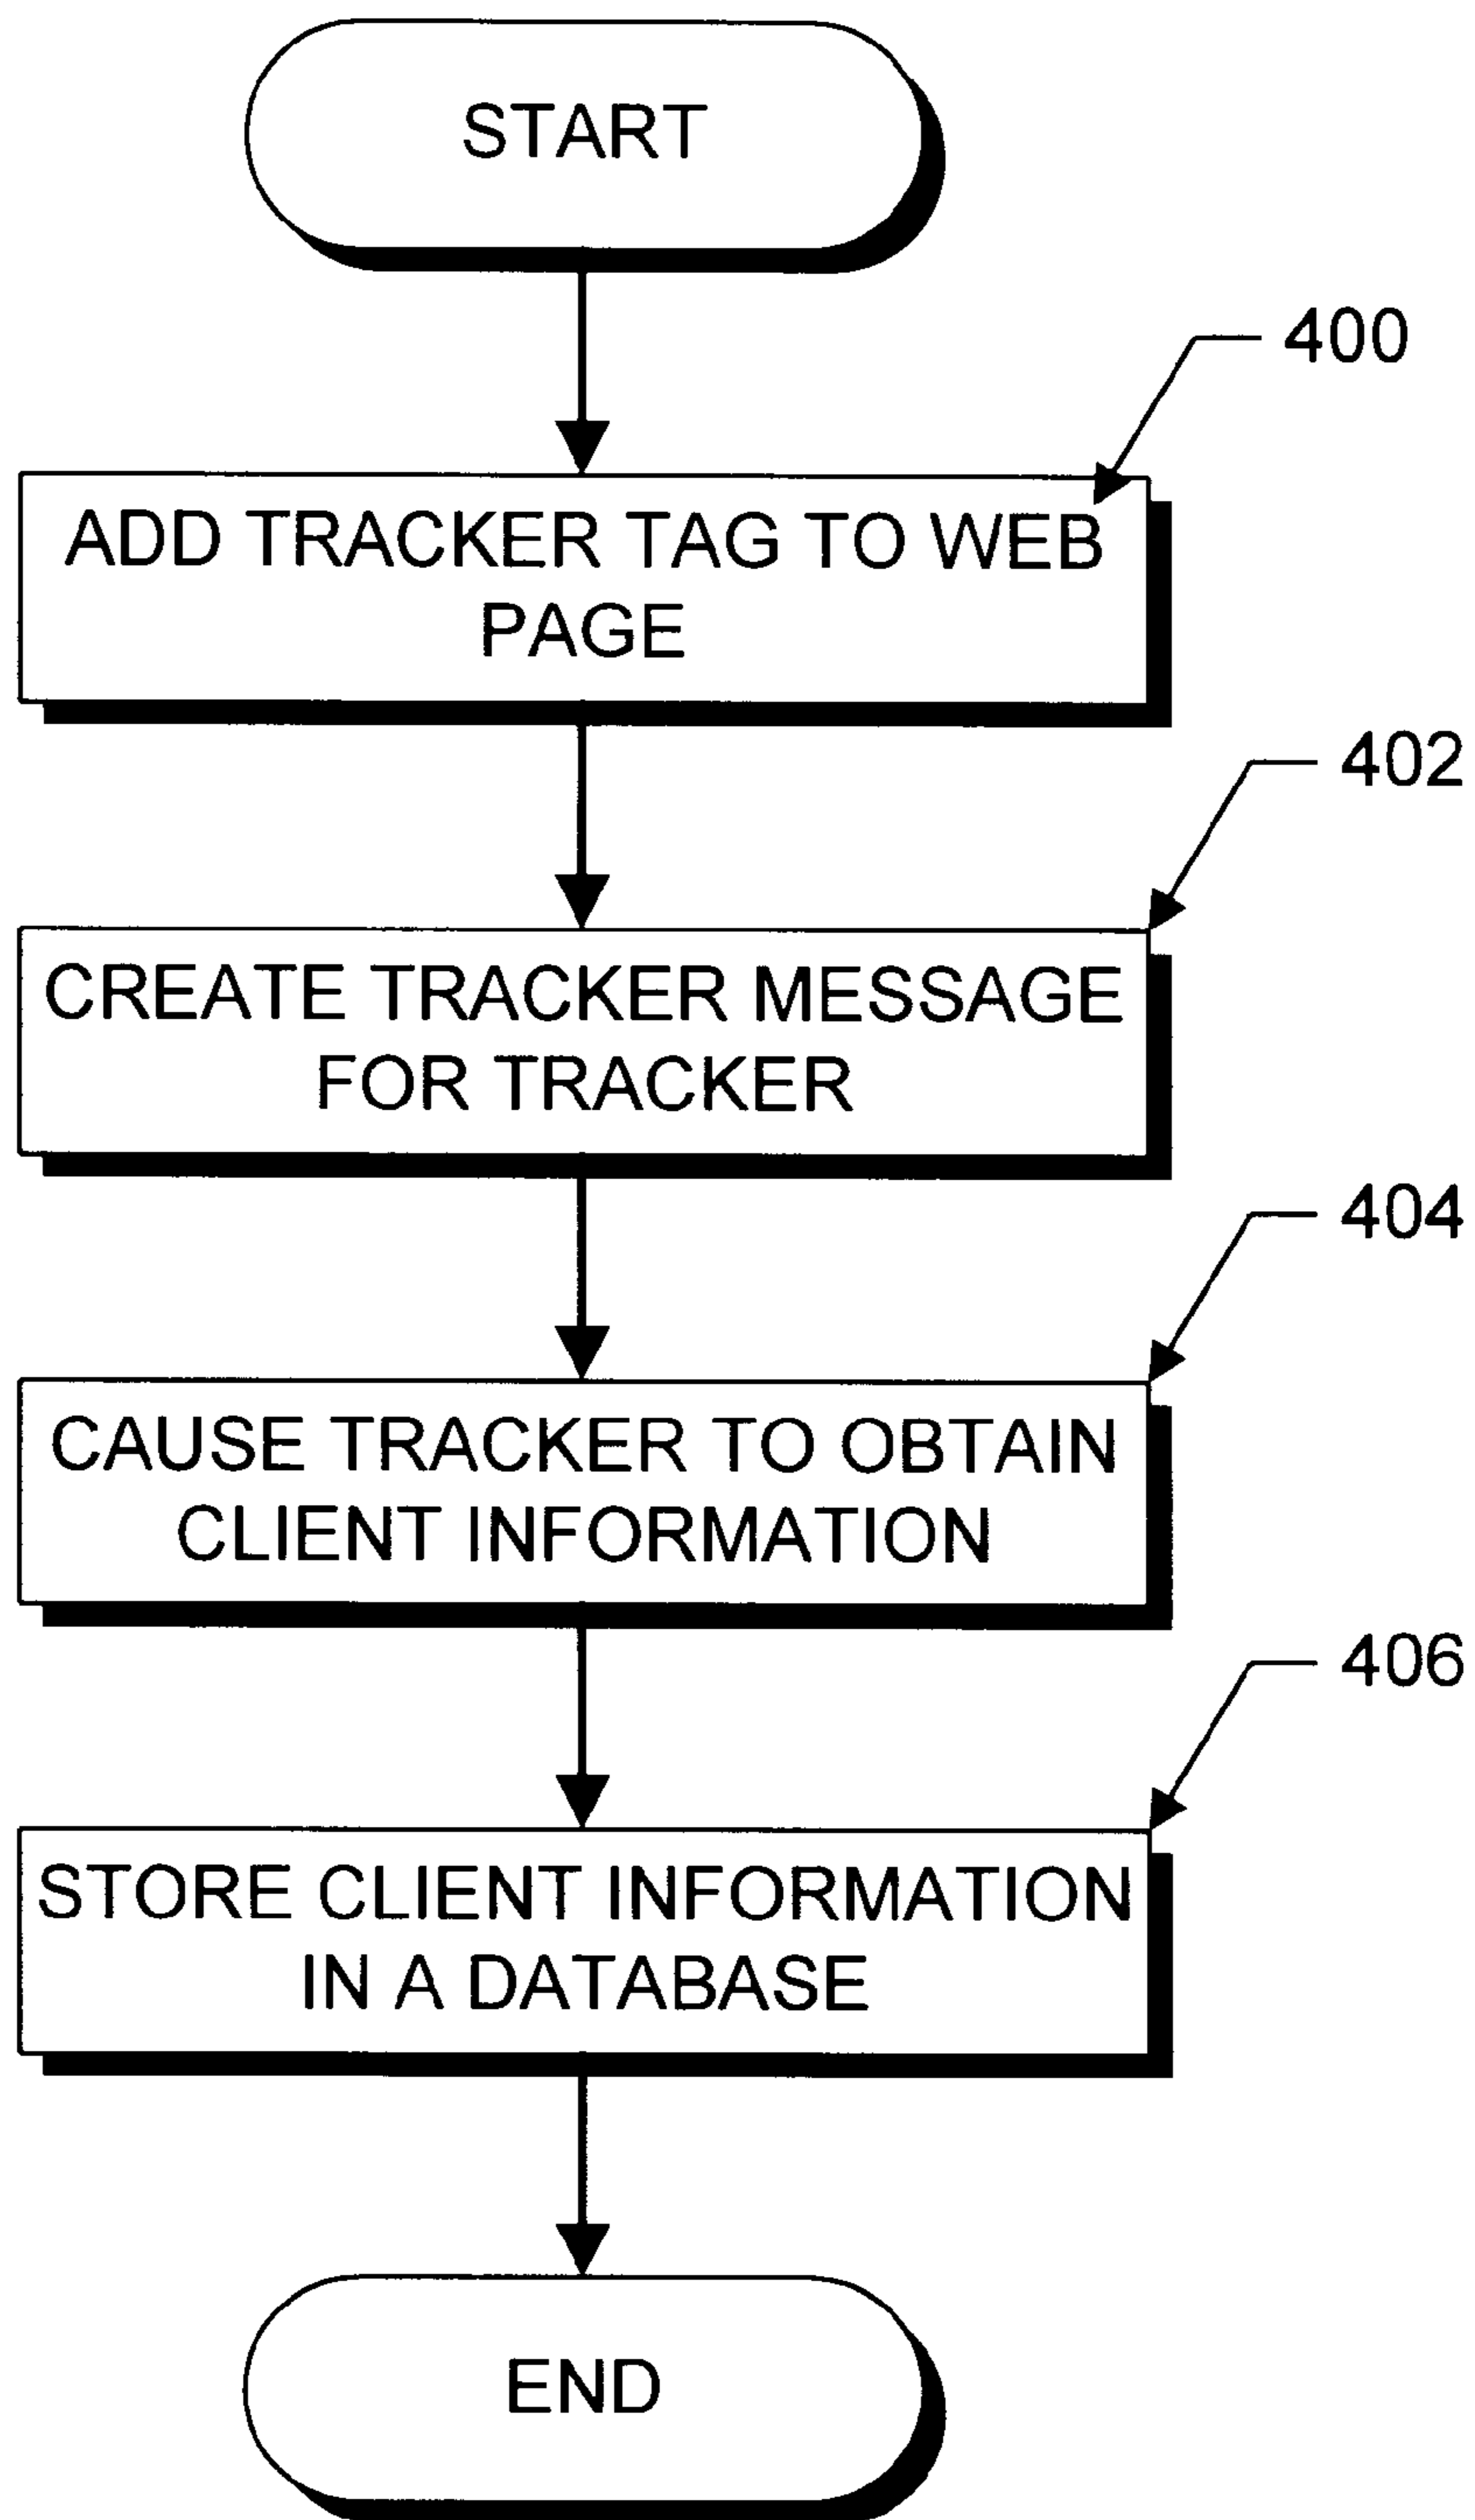 START
400
ADD TRACKER TAG TO WEB
PAGE
402
CREATE TRACKER MESSAGE
FOR TRACKER
404
CAUSE TRACKER TO OBTAIN
CLIENT INFORMATION
406
STORE CLIENT INFORMATION
IN A DATABASE
END